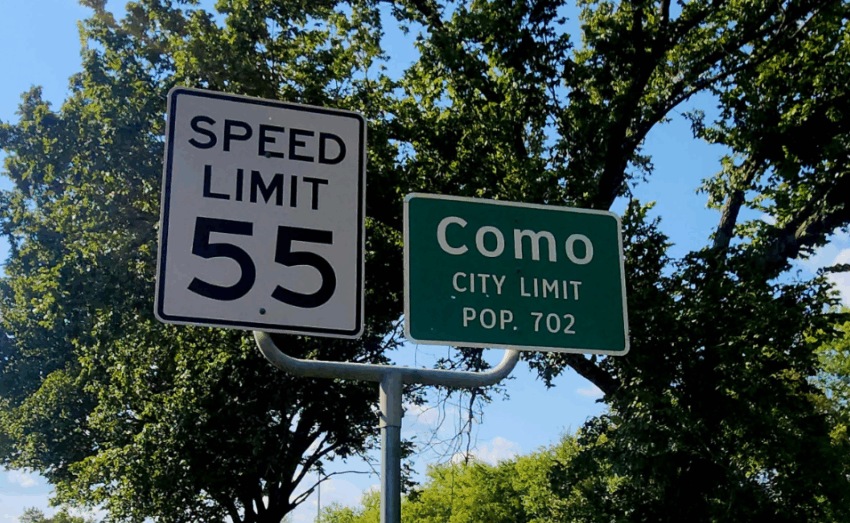 SPEED
LIMIT
55
Como
CITY LIMIT
POP. 702